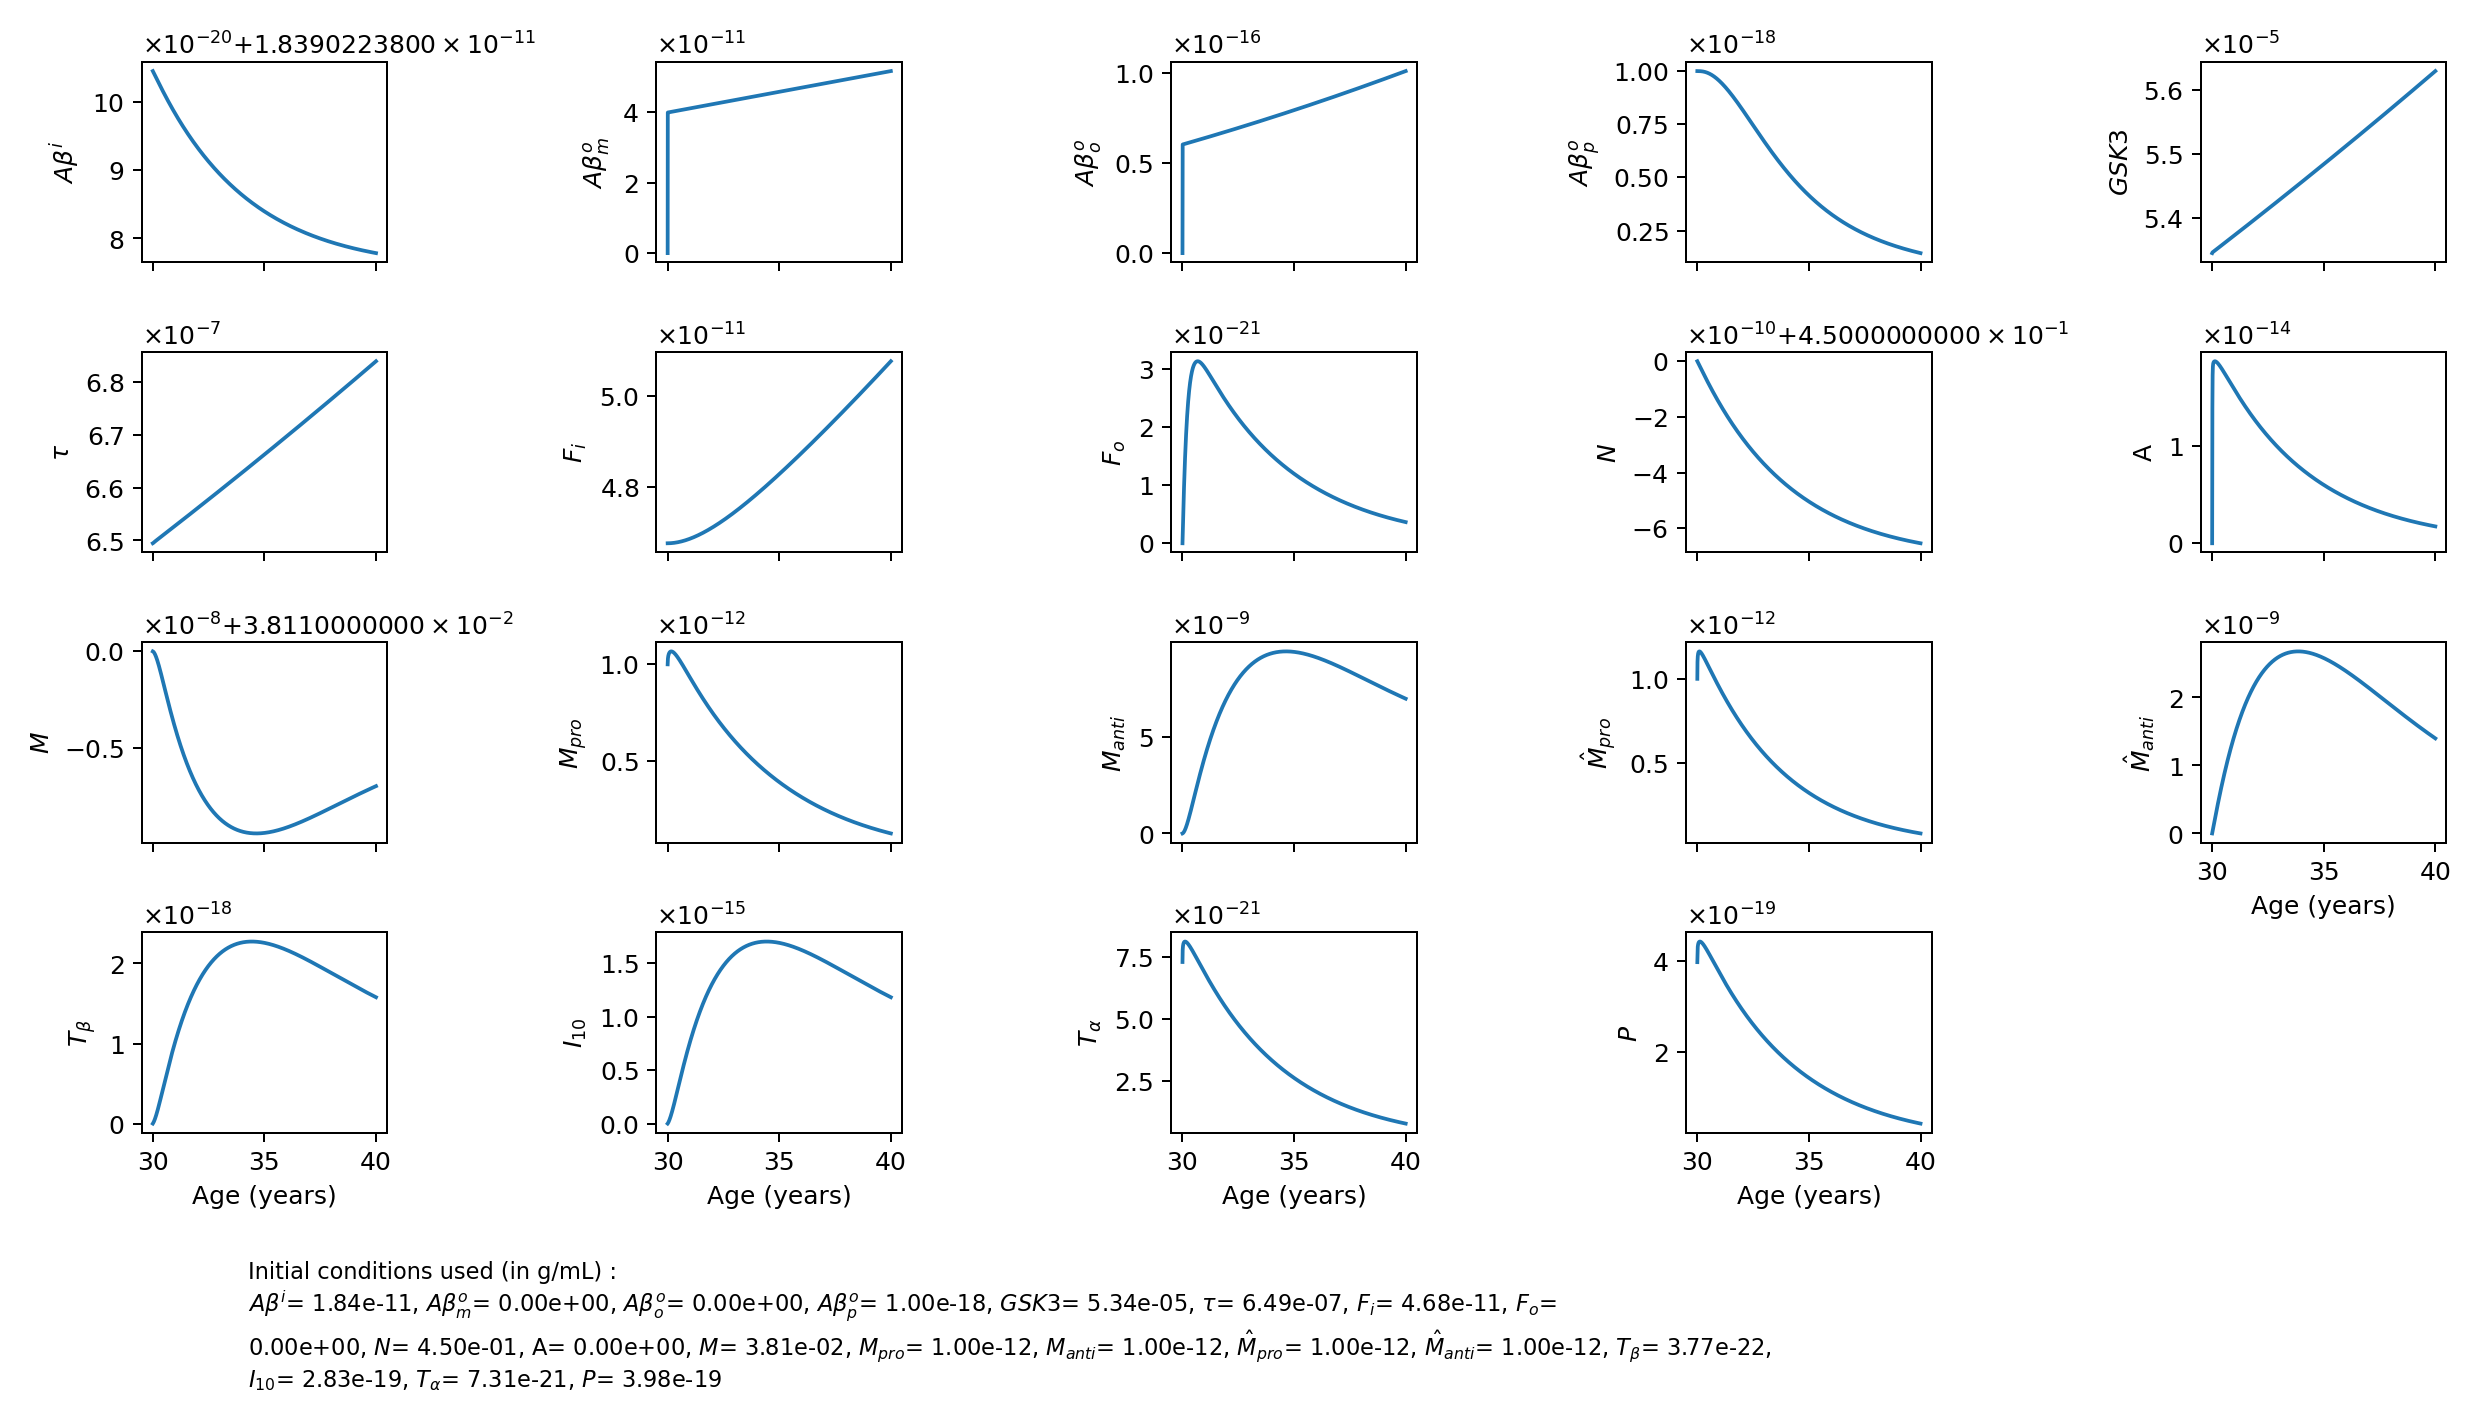 ×10⁻²⁰+1.8390223800 × 10⁻¹¹
10
9
8
Aβⁱ
×10⁻¹¹
4
2
0
Aβᵒₘ
×10⁻¹⁶
1.0
0.5
0.0
Aβᵒₒ
×10⁻¹⁸
1.00
0.75
0.50
0.25
Aβᵒₚ
×10⁻⁵
5.6
5.5
5.4
GSK3
×10⁻⁷
6.8
6.7
6.6
6.5
τ
×10⁻¹¹
5.0
4.8
Fᵢ
×10⁻²¹
3
2
1
0
Fₒ
×10⁻¹⁰+4.5000000000 × 10⁻¹
0
−2
−4
−6
N
×10⁻¹⁴
1
0
A
×10⁻⁸+3.8110000000 × 10⁻²
0.0
−0.5
M
×10⁻¹²
1.0
0.5
Mₚᵣₒ
×10⁻⁹
5
0
Mₐₙₜᵢ
×10⁻¹²
1.0
0.5
M̂ₚᵣₒ
×10⁻⁹
2
1
0
M̂ₐₙₜᵢ
30 35 40
Age (years)
×10⁻¹⁸
2
1
0
Tᵦ
30 35 40
Age (years)
×10⁻¹⁵
1.5
1.0
0.5
0.0
I₁₀
30 35 40
Age (years)
×10⁻²¹
7.5
5.0
2.5
T_α
30 35 40
Age (years)
×10⁻¹⁹
4
2
P
30 35 40
Age (years)
Initial conditions used (in g/mL) :
Aβⁱ= 1.84e-11, Aβᵒₘ= 0.00e+00, Aβᵒₒ= 0.00e+00, Aβᵒₚ= 1.00e-18, GSK3= 5.34e-05, τ= 6.49e-07, Fᵢ= 4.68e-11, Fₒ=
0.00e+00, N= 4.50e-01, A= 0.00e+00, M= 3.81e-02, Mₚᵣₒ= 1.00e-12, Mₐₙₜᵢ= 1.00e-12, M̂ₚᵣₒ= 1.00e-12, M̂ₐₙₜᵢ= 1.00e-12, Tᵦ= 3.77e-22,
I₁₀= 2.83e-19, T_α= 7.31e-21, P= 3.98e-19